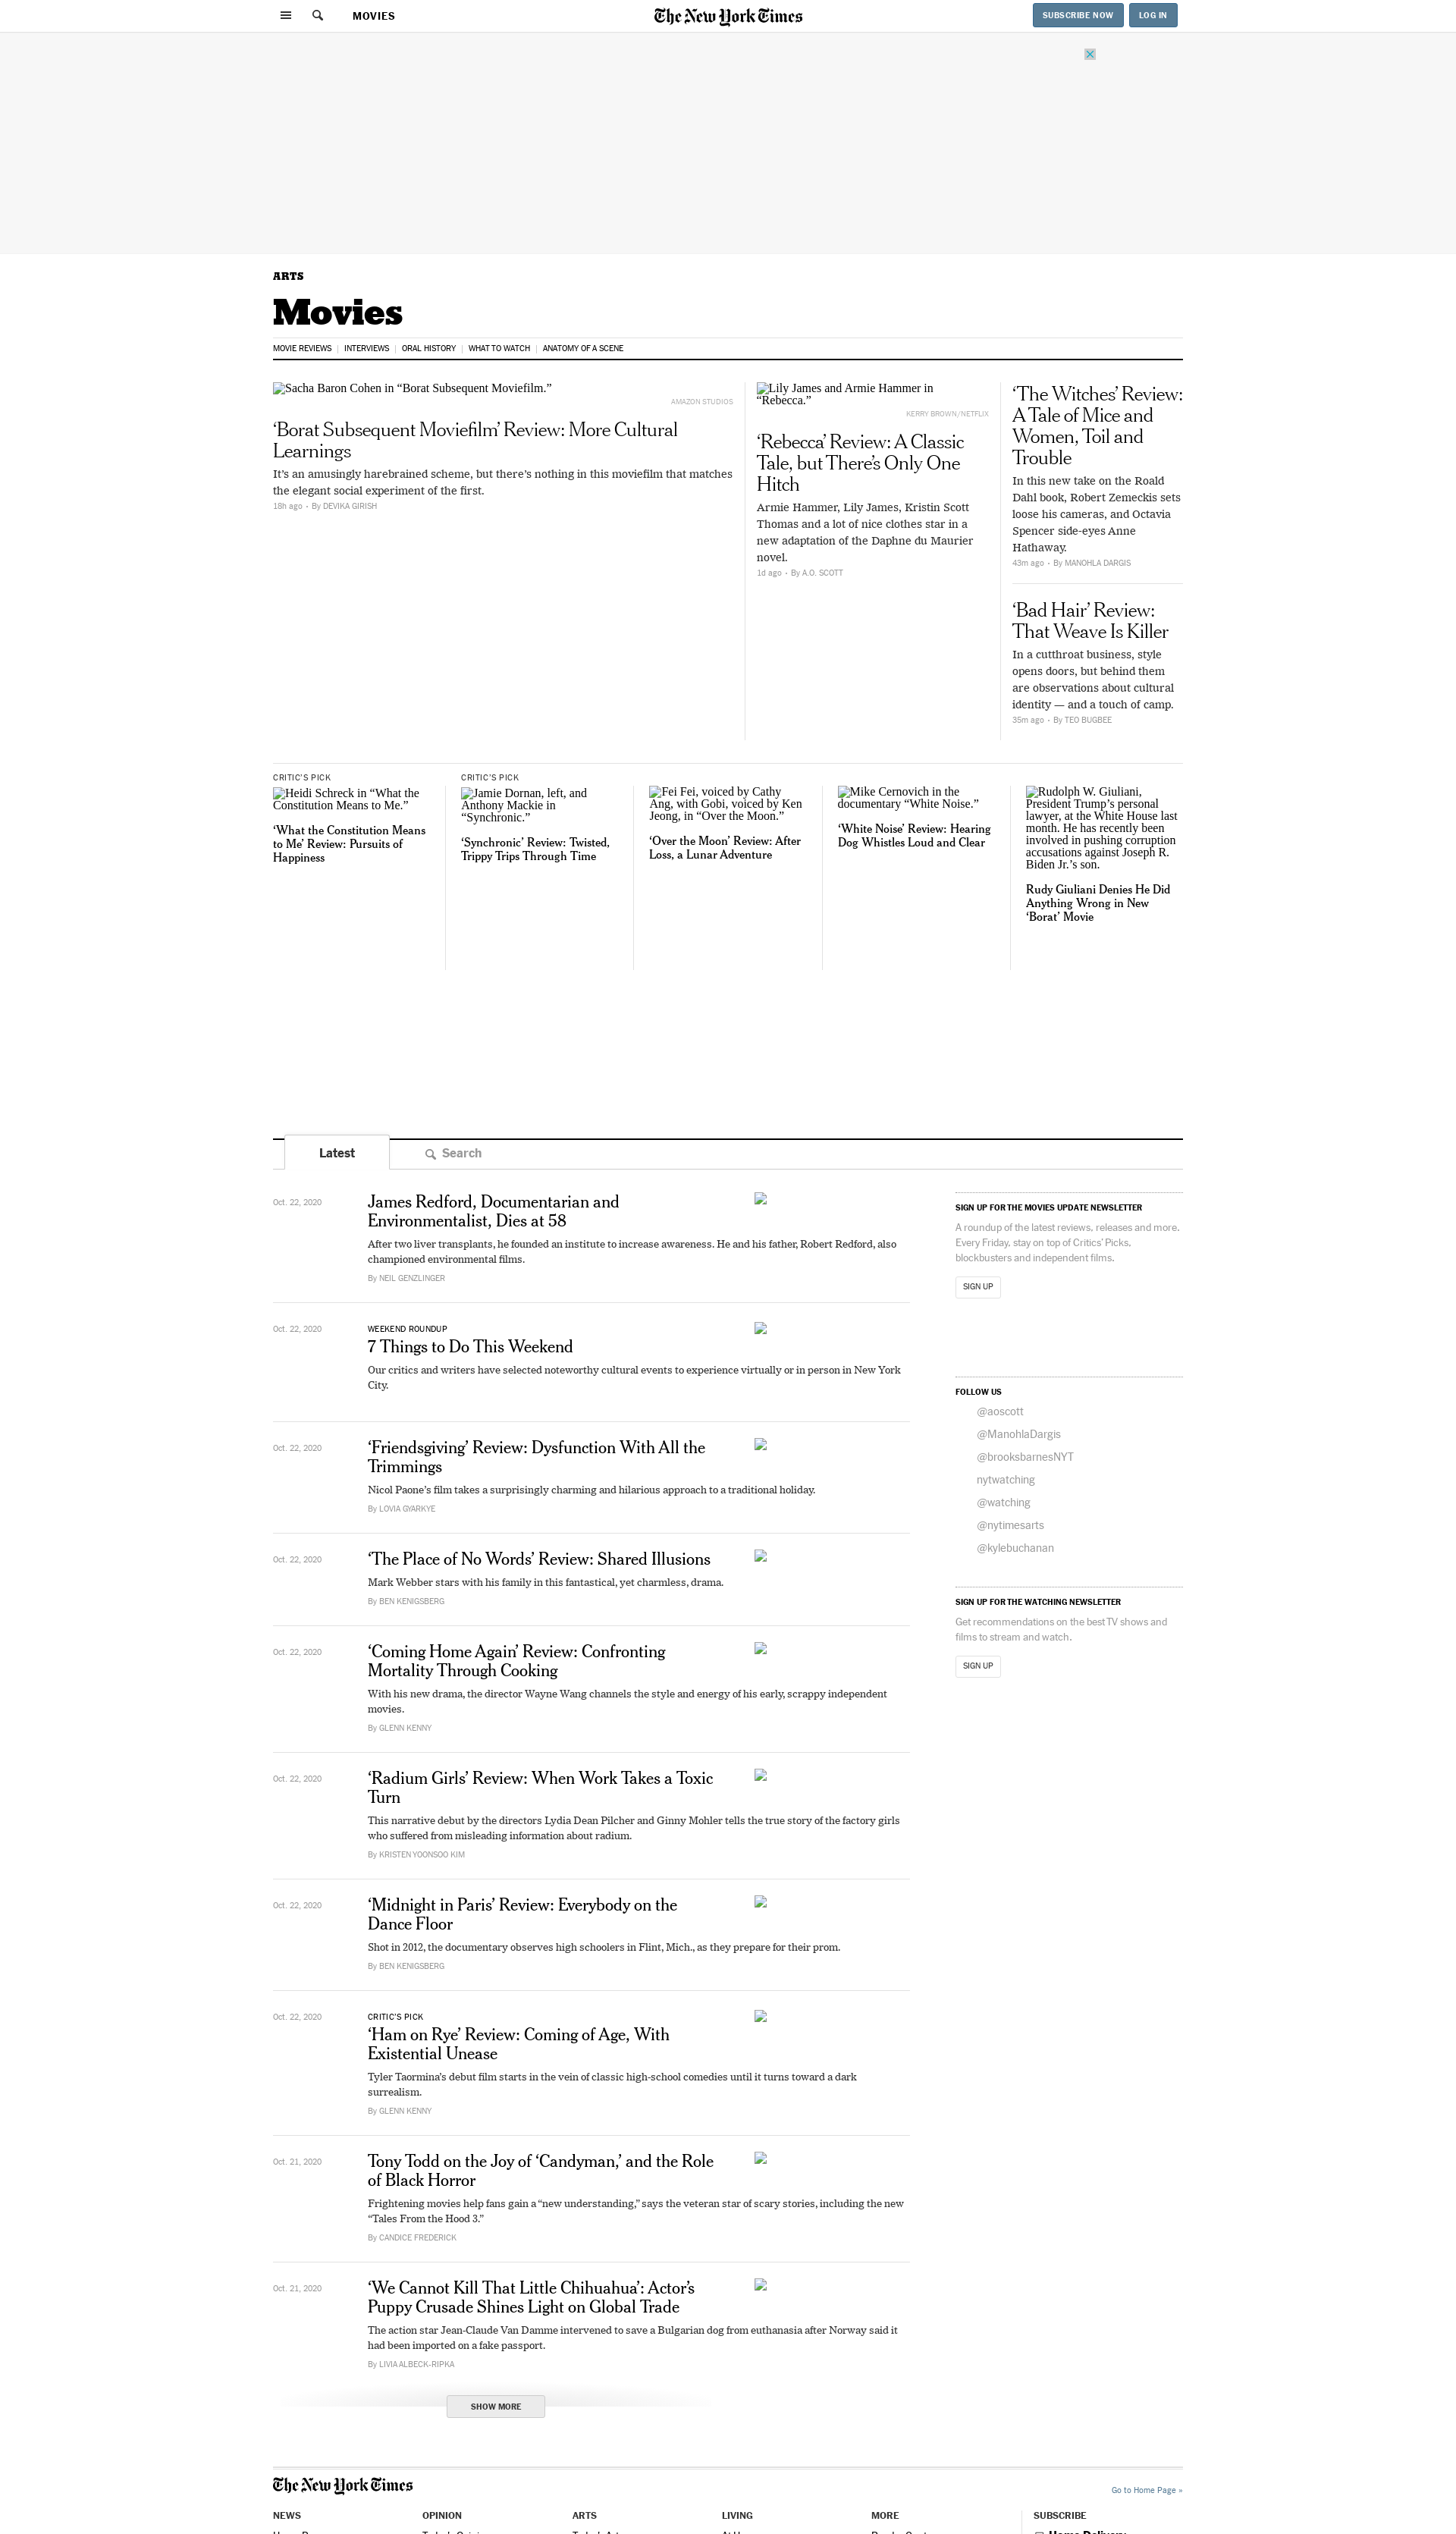 MOVIES
The New York Times
SUBSCRIBE NOW
LOG IN
ARTS
Movies
MOVIE REVIEWS
INTERVIEWS
ORAL HISTORY
WHAT TO WATCH
ANATOMY OF A SCENE
Sacha Baron Cohen in “Borat Subsequent Moviefilm.”
AMAZON STUDIOS
‘Borat Subsequent Moviefilm’ Review: More Cultural
Learnings
It’s an amusingly harebrained scheme, but there’s nothing in this moviefilm that matches
the elegant social experiment of the first.
18h ago • By DEVIKA GIRISH
Lily James and Armie Hammer in
“Rebecca.”
KERRY BROWN/NETFLIX
‘Rebecca’ Review: A Classic
Tale, but There’s Only One
Hitch
Armie Hammer, Lily James, Kristin Scott
Thomas and a lot of nice clothes star in a
new adaptation of the Daphne du Maurier
novel.
1d ago • By A.O. SCOTT
‘The Witches’ Review:
A Tale of Mice and
Women, Toil and
Trouble
In this new take on the Roald
Dahl book, Robert Zemeckis sets
loose his cameras, and Octavia
Spencer side-eyes Anne
Hathaway.
43m ago • By MANOHLA DARGIS
‘Bad Hair’ Review:
That Weave Is Killer
In a cutthroat business, style
opens doors, but behind them
are observations about cultural
identity — and a touch of camp.
35m ago • By TEO BUGBEE
CRITIC’S PICK
Heidi Schreck in “What the
Constitution Means to Me.”
‘What the Constitution Means
to Me’ Review: Pursuits of
Happiness
CRITIC’S PICK
Jamie Dornan, left, and
Anthony Mackie in
“Synchronic.”
‘Synchronic’ Review: Twisted,
Trippy Trips Through Time
Fei Fei, voiced by Cathy
Ang, with Gobi, voiced by Ken
Jeong, in “Over the Moon.”
‘Over the Moon’ Review: After
Loss, a Lunar Adventure
Mike Cernovich in the
documentary “White Noise.”
‘White Noise’ Review: Hearing
Dog Whistles Loud and Clear
Rudolph W. Giuliani,
President Trump’s personal
lawyer, at the White House last
month. He has recently been
involved in pushing corruption
accusations against Joseph R.
Biden Jr.’s son.
Rudy Giuliani Denies He Did
Anything Wrong in New
‘Borat’ Movie
Latest
Search
Oct. 22, 2020
James Redford, Documentarian and
Environmentalist, Dies at 58
After two liver transplants, he founded an institute to increase awareness. He and his father, Robert Redford, also
championed environmental films.
By NEIL GENZLINGER
Oct. 22, 2020
WEEKEND ROUNDUP
7 Things to Do This Weekend
Our critics and writers have selected noteworthy cultural events to experience virtually or in person in New York
City.
Oct. 22, 2020
‘Friendsgiving’ Review: Dysfunction With All the
Trimmings
Nicol Paone’s film takes a surprisingly charming and hilarious approach to a traditional holiday.
By LOVIA GYARKYE
Oct. 22, 2020
‘The Place of No Words’ Review: Shared Illusions
Mark Webber stars with his family in this fantastical, yet charmless, drama.
By BEN KENIGSBERG
Oct. 22, 2020
‘Coming Home Again’ Review: Confronting
Mortality Through Cooking
With his new drama, the director Wayne Wang channels the style and energy of his early, scrappy independent
movies.
By GLENN KENNY
Oct. 22, 2020
‘Radium Girls’ Review: When Work Takes a Toxic
Turn
This narrative debut by the directors Lydia Dean Pilcher and Ginny Mohler tells the true story of the factory girls
who suffered from misleading information about radium.
By KRISTEN YOONSOO KIM
Oct. 22, 2020
‘Midnight in Paris’ Review: Everybody on the
Dance Floor
Shot in 2012, the documentary observes high schoolers in Flint, Mich., as they prepare for their prom.
By BEN KENIGSBERG
Oct. 22, 2020
CRITIC’S PICK
‘Ham on Rye’ Review: Coming of Age, With
Existential Unease
Tyler Taormina’s debut film starts in the vein of classic high-school comedies until it turns toward a dark
surrealism.
By GLENN KENNY
Oct. 21, 2020
Tony Todd on the Joy of ‘Candyman,’ and the Role
of Black Horror
Frightening movies help fans gain a “new understanding,” says the veteran star of scary stories, including the new
“Tales From the Hood 3.”
By CANDICE FREDERICK
Oct. 21, 2020
‘We Cannot Kill That Little Chihuahua’: Actor’s
Puppy Crusade Shines Light on Global Trade
The action star Jean-Claude Van Damme intervened to save a Bulgarian dog from euthanasia after Norway said it
had been imported on a fake passport.
By LIVIA ALBECK-RIPKA
SHOW MORE
SIGN UP FOR THE MOVIES UPDATE NEWSLETTER
A roundup of the latest reviews, releases and more.
Every Friday, stay on top of Critics’ Picks,
blockbusters and independent films.
SIGN UP
FOLLOW US
@aoscott
@ManohlaDargis
@brooksbarnesNYT
nytwatching
@watching
@nytimesarts
@kylebuchanan
SIGN UP FOR THE WATCHING NEWSLETTER
Get recommendations on the best TV shows and
films to stream and watch.
SIGN UP
The New York Times
Go to Home Page »
NEWS
OPINION
ARTS
LIVING
MORE
SUBSCRIBE
Home Delivery